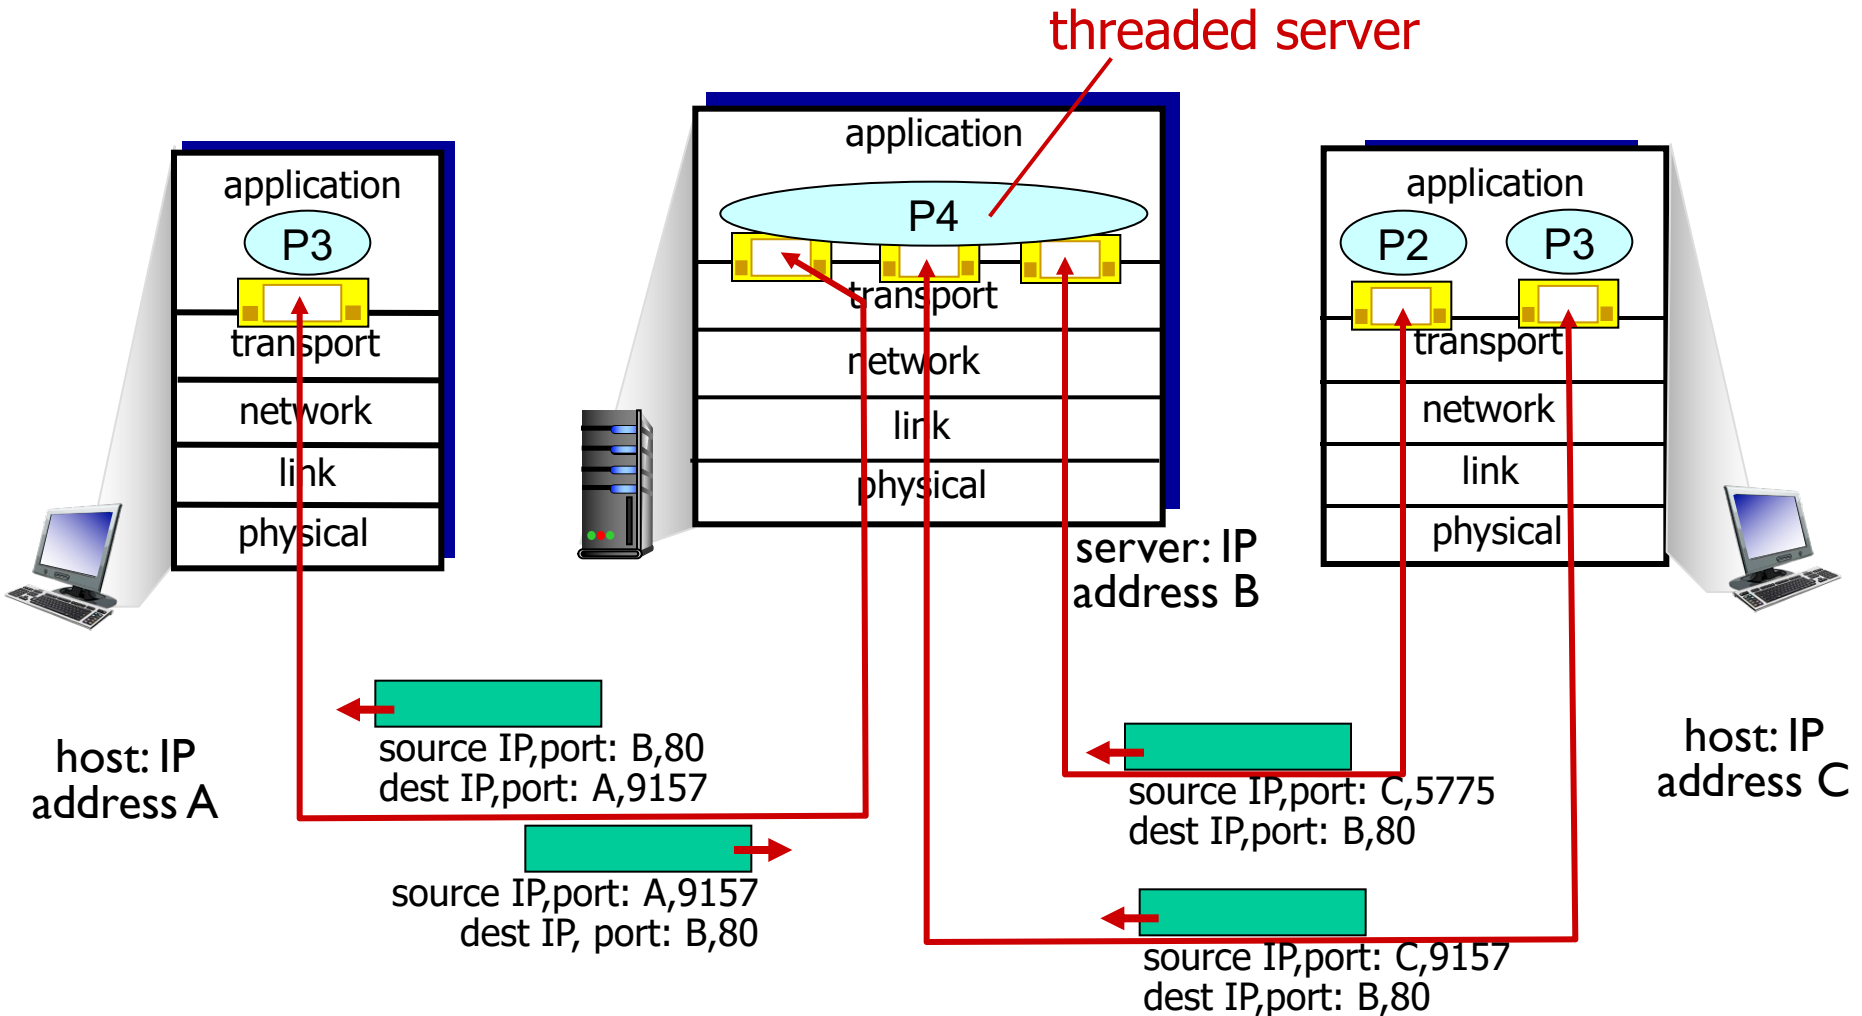 threaded server
application
P3
transport
network
link
physical
application
P4
transport
network
link
physical
application
P2
P3
transport
network
link
physical
server: IP
address B
host: IP
address A
source IP,port: B,80
dest IP,port: A,9157
source IP,port: A,9157
dest IP, port: B,80
source IP,port: C,5775
dest IP,port: B,80
source IP,port: C,9157
dest IP,port: B,80
host: IP
address C